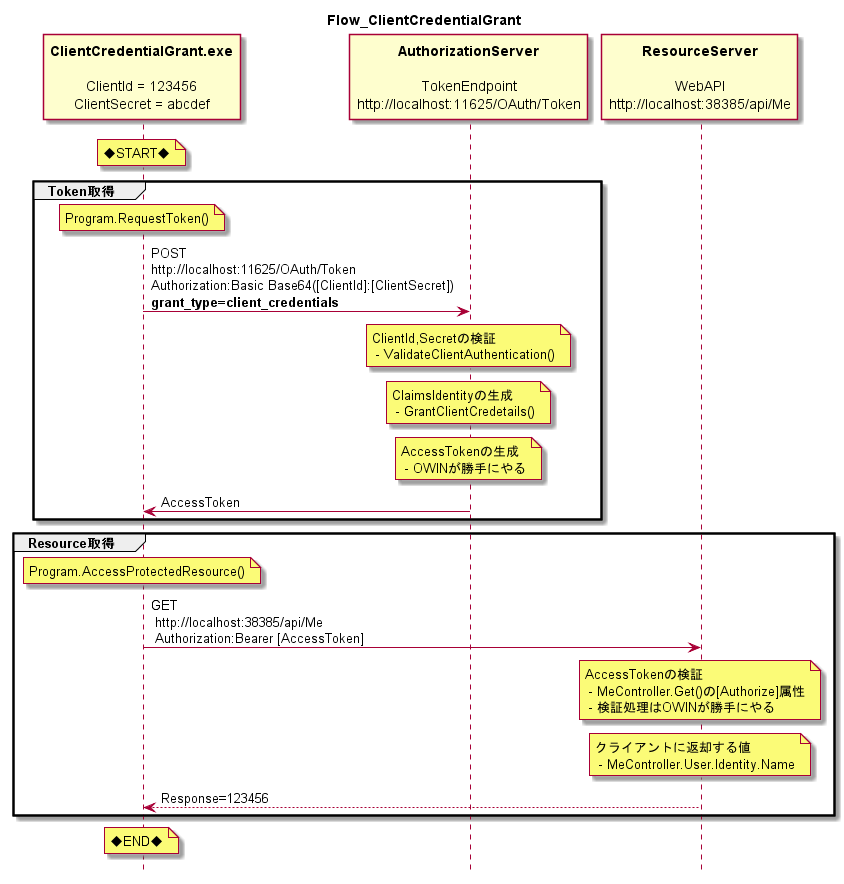 Flow_ClientCredentialGrant
ClientCredentialGrant.exe
ClientId = 123456
ClientSecret = abcdef
AuthorizationServer
TokenEndpoint
http://localhost:11625/OAuth/Token
ResourceServer
WebAPI
http://localhost:38385/api/Me
◆START◆
Token取得
Program.RequestToken()
POST
http://localhost:11625/OAuth/Token
Authorization:Basic Base64([ClientId]:[ClientSecret])
grant_type=client_credentials
ClientId,Secretの検証
- ValidateClientAuthentication()
ClaimsIdentityの生成
- GrantClientCredetails()
AccessTokenの生成
- OWINが勝手にやる
AccessToken
Resource取得
Program.AccessProtectedResource()
GET
http://localhost:38385/api/Me
Authorization:Bearer [AccessToken]
AccessTokenの検証
- MeController.Get()の[Authorize]属性
- 検証処理はOWINが勝手にやる
クライアントに返却する値
- MeController.User.Identity.Name
Response=123456
◆END◆